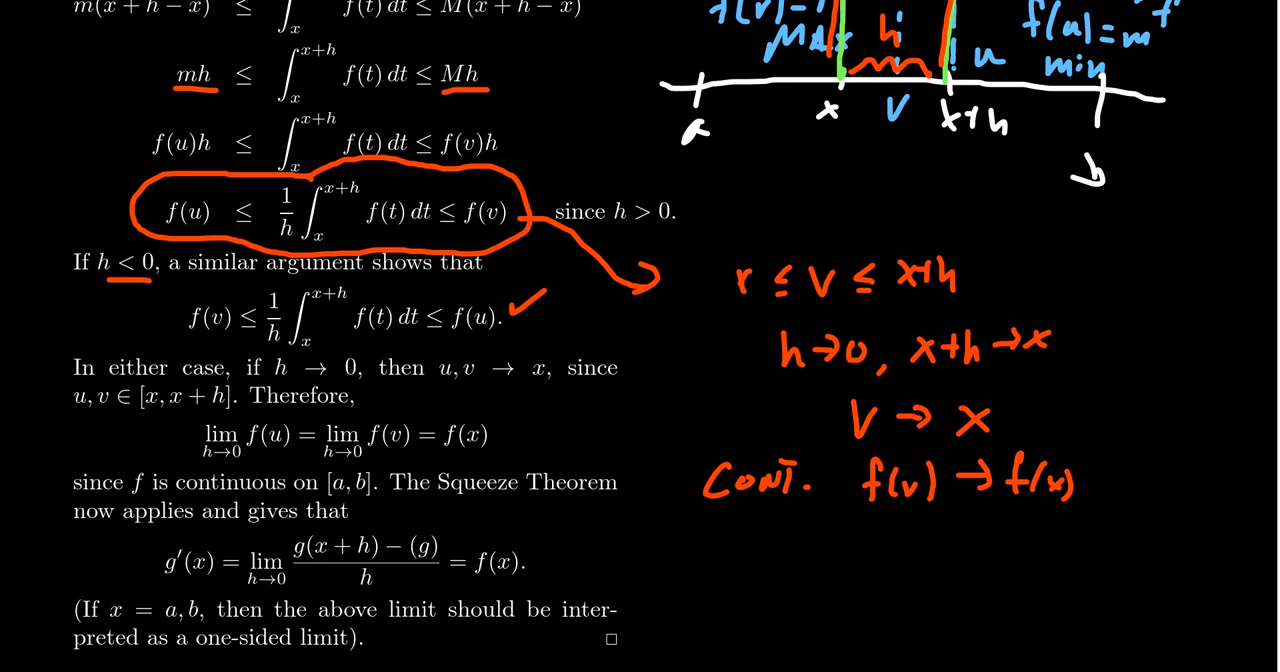 m(x + h − x) ≤ ∫_x f(t) dt ≤ M(x + h − x)
mh ≤ ∫_x^{x+h} f(t) dt ≤ Mh
f(u)h ≤ ∫_x^{x+h} f(t) dt ≤ f(v)h
f(u) ≤ 1/h ∫_x^{x+h} f(t) dt ≤ f(v) since h > 0.
If h < 0, a similar argument shows that
f(v) ≤ 1/h ∫_x^{x+h} f(t) dt ≤ f(u).
In either case, if h → 0, then u, v → x, since
u, v ∈ [x, x + h]. Therefore,
lim_{h→0} f(u) = lim_{h→0} f(v) = f(x)
since f is continuous on [a, b]. The Squeeze Theorem
now applies and gives that
g′(x) = lim_{h→0} (g(x + h) − (g))/h = f(x).
(If x = a, b, then the above limit should be inter-
preted as a one-sided limit). □
f(v)=
MAX
h
u
f(u)=m
min
a
x
v
x+h
b
x ≤ v ≤ x+h
h→0, x+h→x
v → x
CONT. f(v) → f(x)